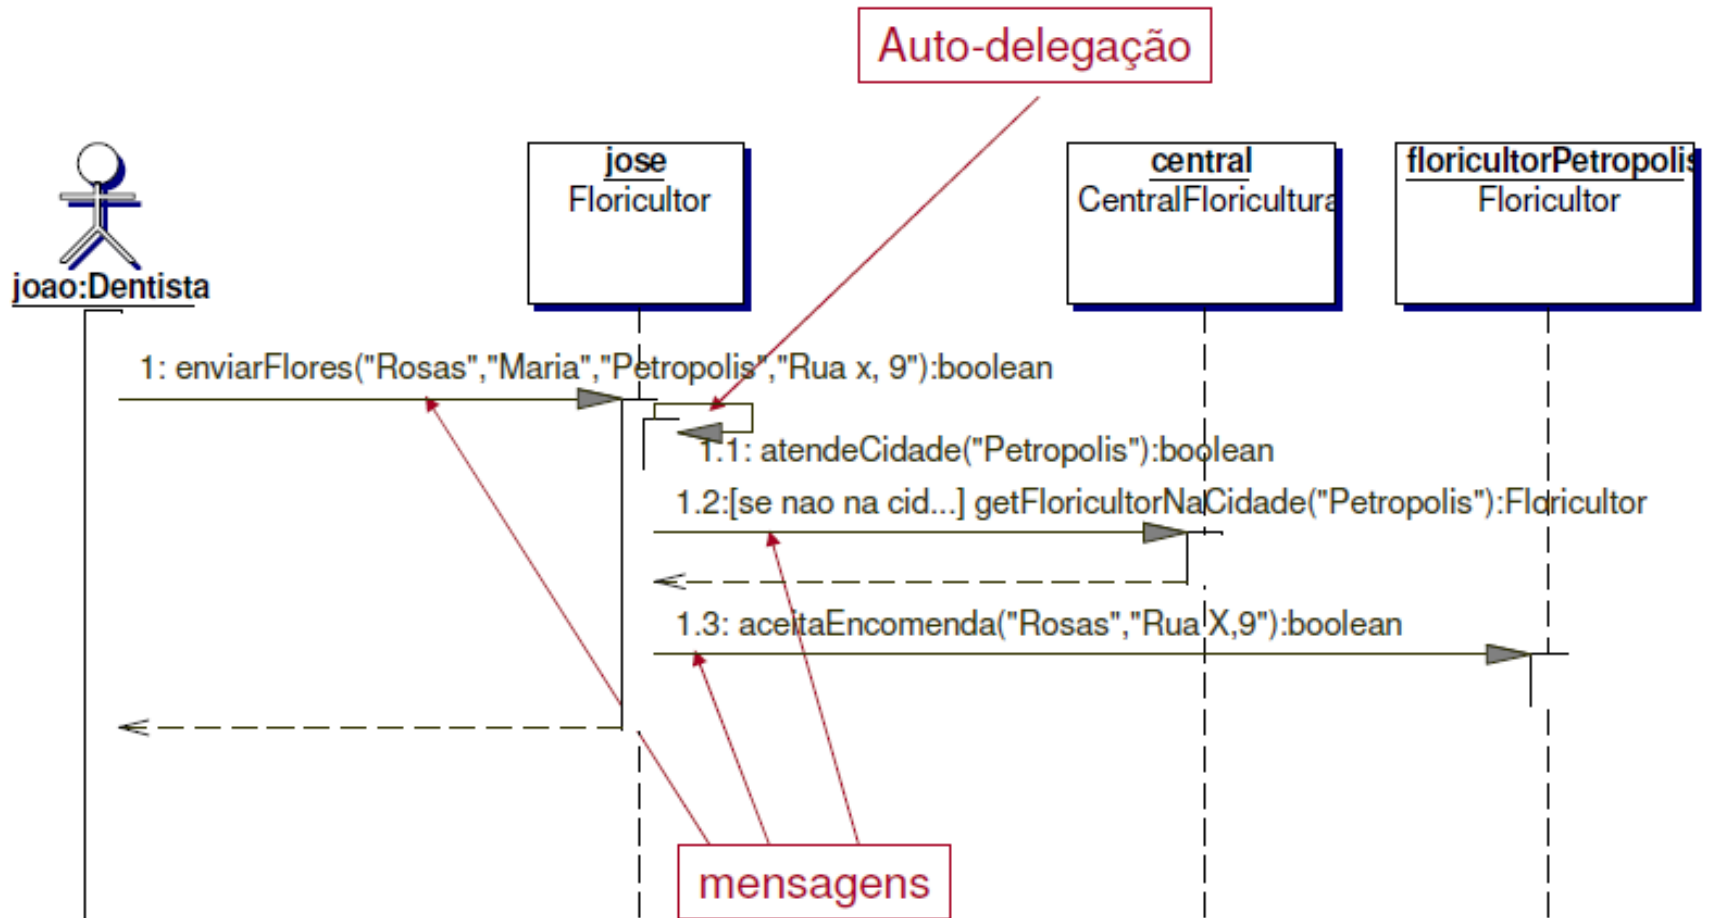 Auto-delegação
jose
Floricultor
central
CentralFloricultura
floricultorPetropolis
Floricultor
joao:Dentista
1: enviarFlores("Rosas","Maria","Petropolis","Rua x, 9"):boolean
1.1: atendeCidade("Petropolis"):boolean
1.2:[se nao na cid...] getFloricultorNaCidade("Petropolis"):Floricultor
1.3: aceitaEncomenda("Rosas","Rua X,9"):boolean
mensagens